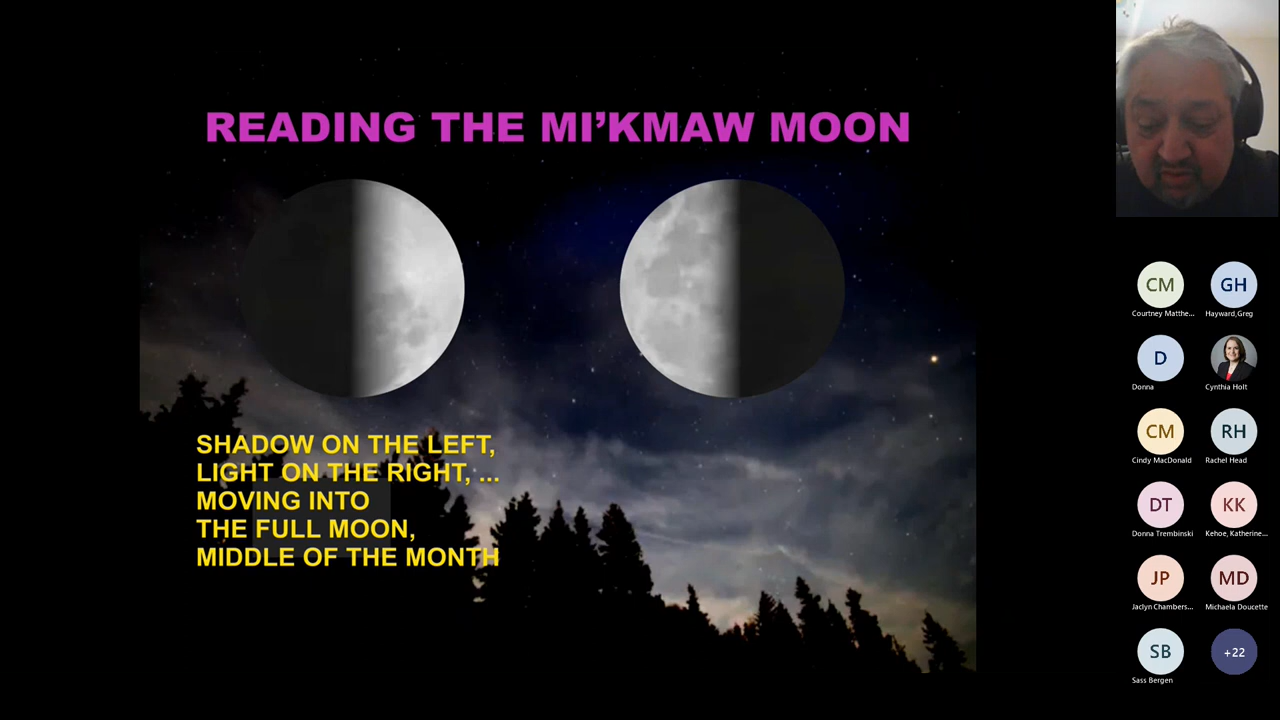 READING THE MI’KMAW MOON
SHADOW ON THE LEFT,
LIGHT ON THE RIGHT, ...
MOVING INTO
THE FULL MOON,
MIDDLE OF THE MONTH
CM GH
Courtney Matthe... Hayward,Greg
D
Donna Cynthia Holt
CM RH
Cindy MacDonald Rachel Head
DT KK
Donna Trembinski Kehoe, Katherine...
JP MD
Jaclyn Chambers... Michaela Doucette
SB +22
Sass Bergen